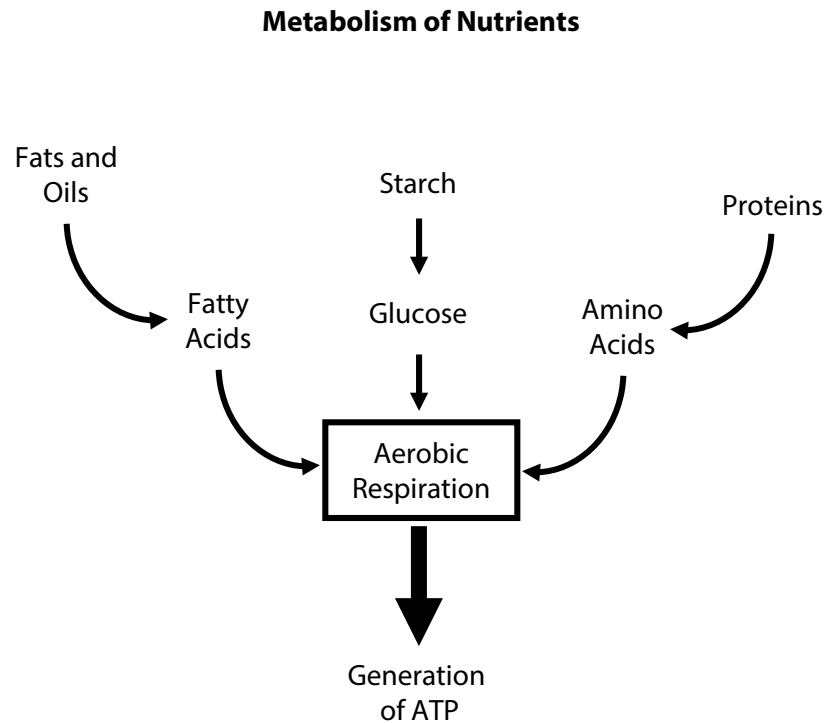 Metabolism of Nutrients
Fats and
Oils
Starch
Proteins
Fatty
Acids
Glucose
Amino
Acids
Aerobic
Respiration
Generation
of ATP